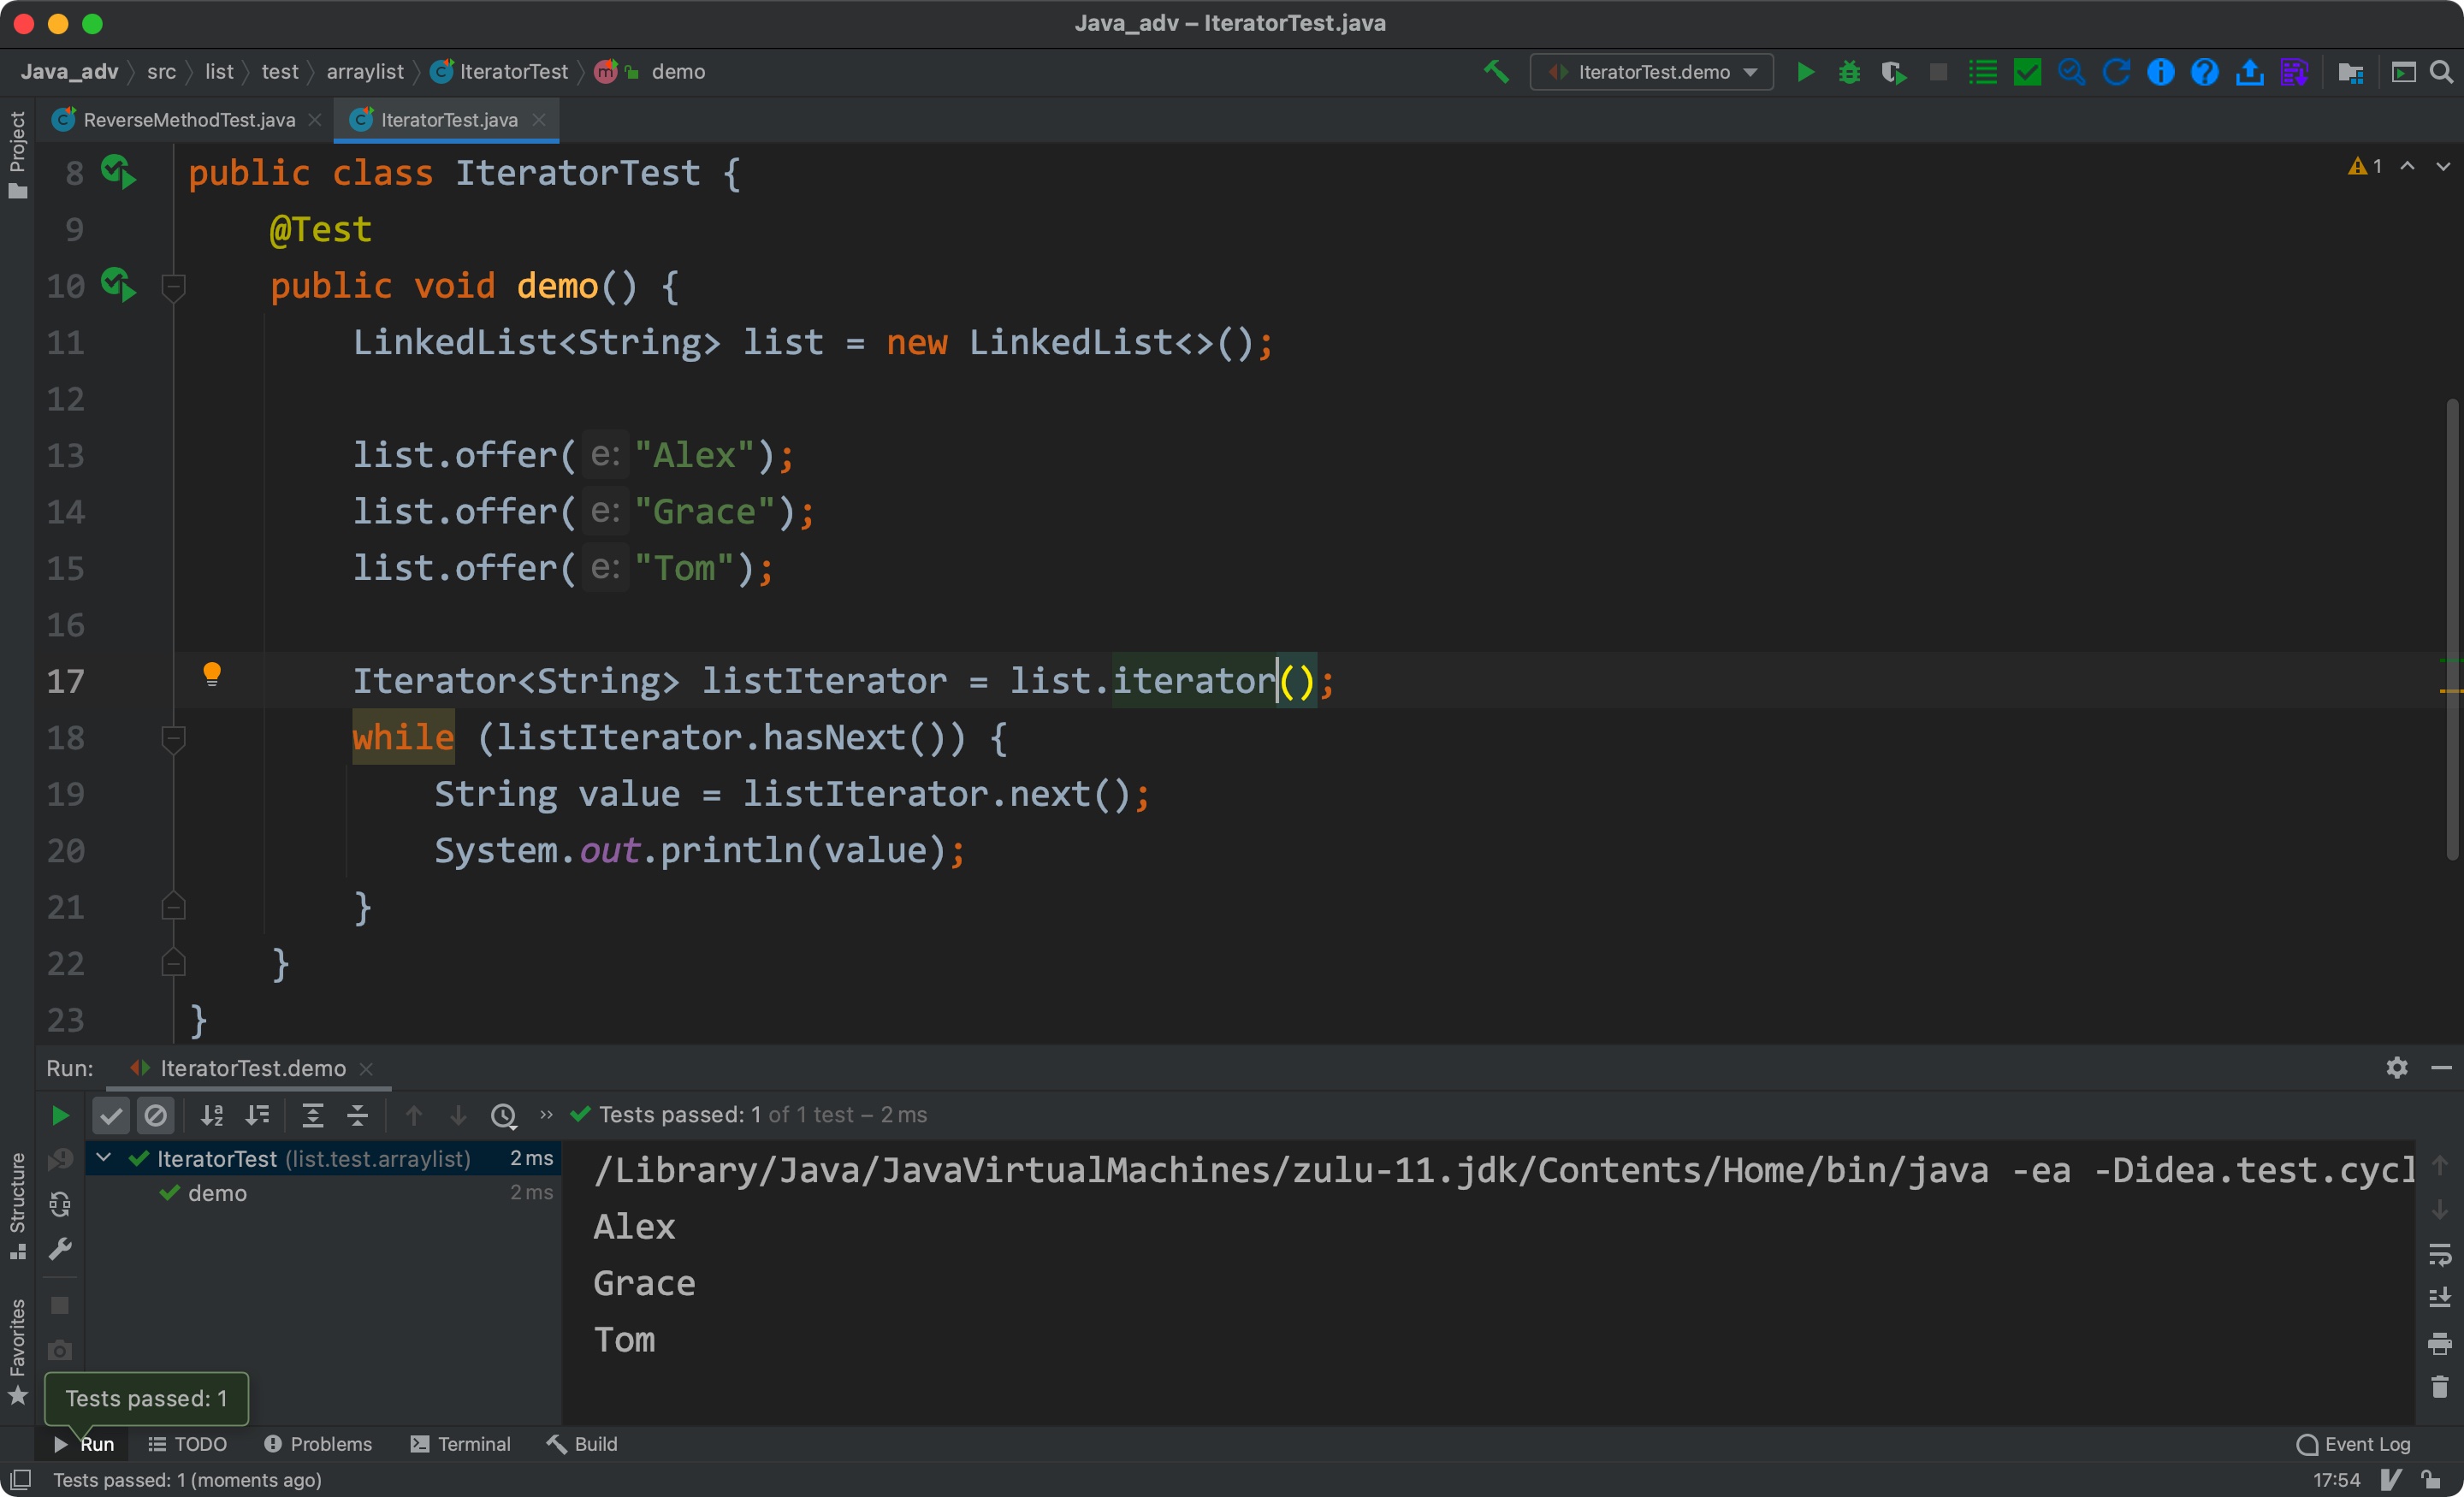 Java_adv – IteratorTest.java
Java_adv src list test arraylist IteratorTest demo
IteratorTest.demo
Project
ReverseMethodTest.java
IteratorTest.java
1
8 public class IteratorTest {
9 @Test
10 public void demo() {
11 LinkedList<String> list = new LinkedList<>();
12
13 list.offer( e: "Alex");
14 list.offer( e: "Grace");
15 list.offer( e: "Tom");
16
17 Iterator<String> listIterator = list.iterator();
18 while (listIterator.hasNext()) {
19 String value = listIterator.next();
20 System.out.println(value);
21 }
22 }
23 }
Run: IteratorTest.demo
Tests passed: 1 of 1 test – 2 ms
IteratorTest (list.test.arraylist) 2 ms
demo 2 ms
/Library/Java/JavaVirtualMachines/zulu-11.jdk/Contents/Home/bin/java -ea -Didea.test.cycl
Alex
Grace
Tom
Structure
Favorites
Tests passed: 1
Run TODO Problems Terminal Build Event Log
Tests passed: 1 (moments ago) 17:54